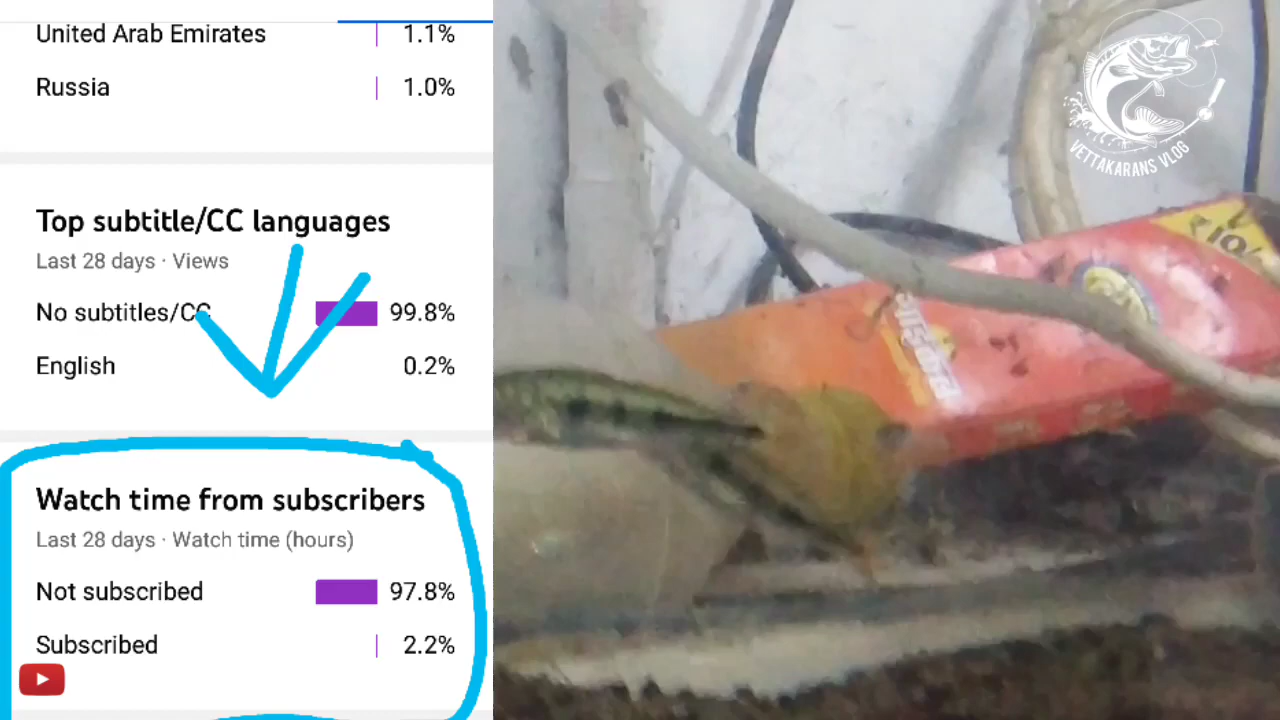 United Arab Emirates 1.1%
Russia 1.0%
Top subtitle/CC languages
Last 28 days · Views
No subtitles/CC 99.8%
English 0.2%
Watch time from subscribers
Last 28 days · Watch time (hours)
Not subscribed 97.8%
Subscribed 2.2%
VETTAKARANS VLOG
₹10/-